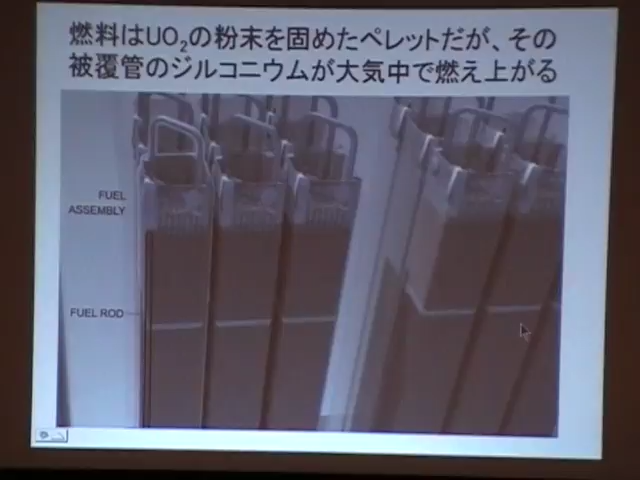 燃料はUO₂の粉末を固めたペレットだが、その
被覆管のジルコニウムが大気中で燃え上がる
FUEL
ASSEMBLY
FUEL ROD